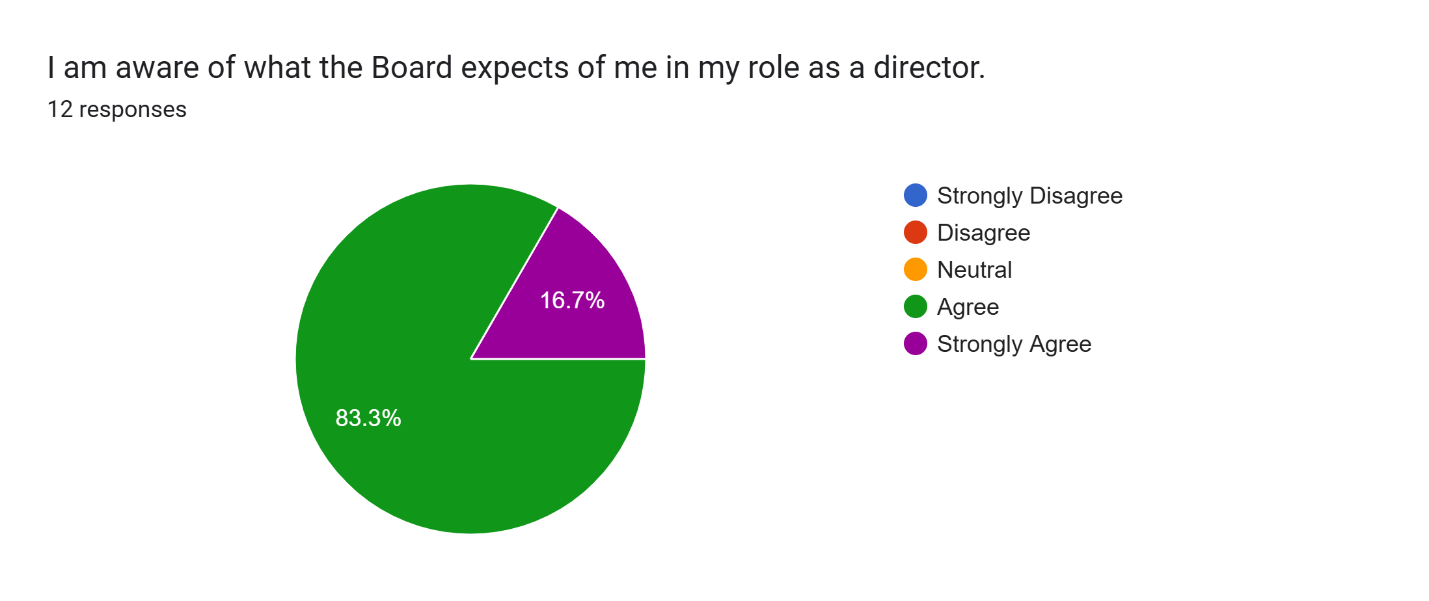 I am aware of what the Board expects of me in my role as a director.
12 responses
16.7%
83.3%
Strongly Disagree
Disagree
Neutral
Agree
Strongly Agree